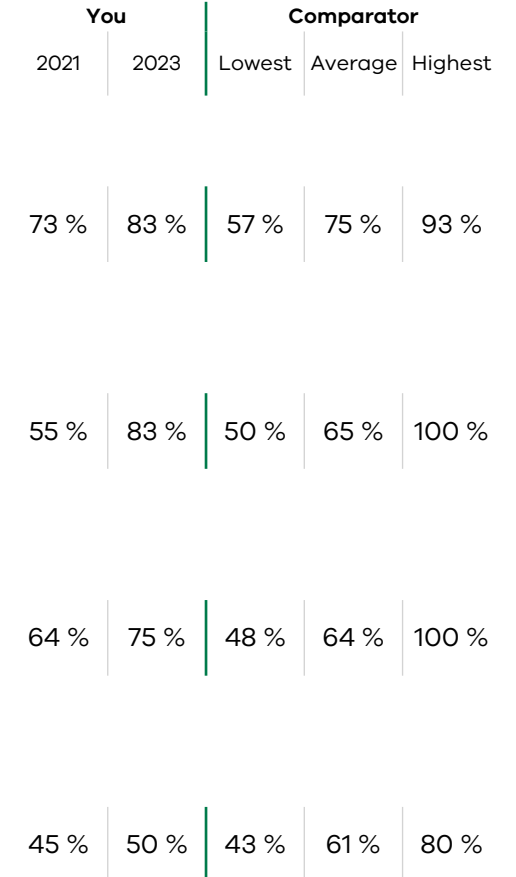 You Comparator
2021 2023 Lowest Average Highest
73 % 83 % 57 % 75 % 93 %
55 % 83 % 50 % 65 % 100 %
64 % 75 % 48 % 64 % 100 %
45 % 50 % 43 % 61 % 80 %